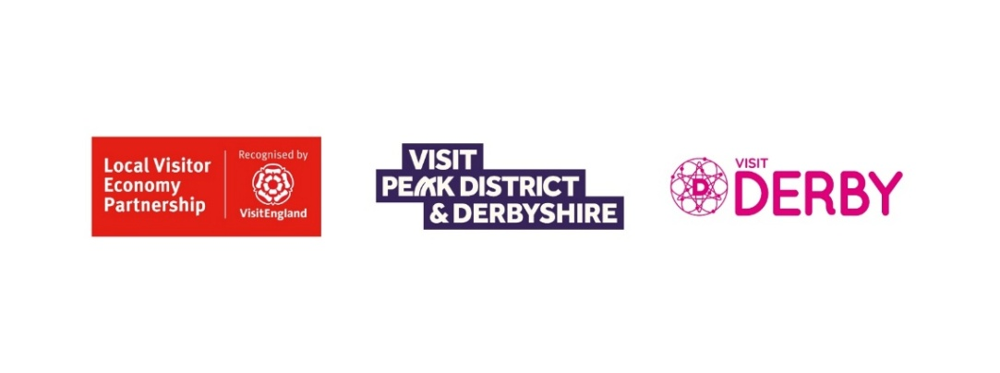 Local Visitor
Economy
Partnership
Recognised by
VisitEngland
VISIT
PEAK DISTRICT
& DERBYSHIRE
D
VISIT
DERBY